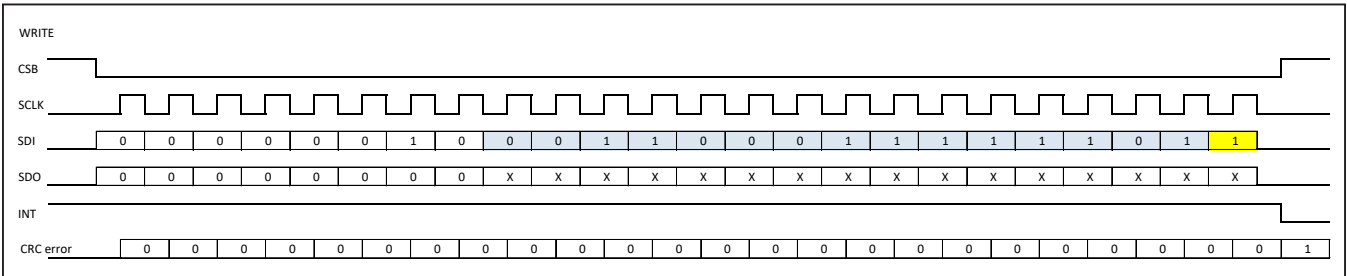 WRITE
CSB
SCLK
SDI 0 0 0 0 0 0 1 0 0 0 1 1 0 0 0 1 1 1 1 1 1 0 1 1
SDO 0 0 0 0 0 0 0 0 X X X X X X X X X X X X X X X X
INT
CRC error 0 0 0 0 0 0 0 0 0 0 0 0 0 0 0 0 0 0 0 0 0 0 0 0 1